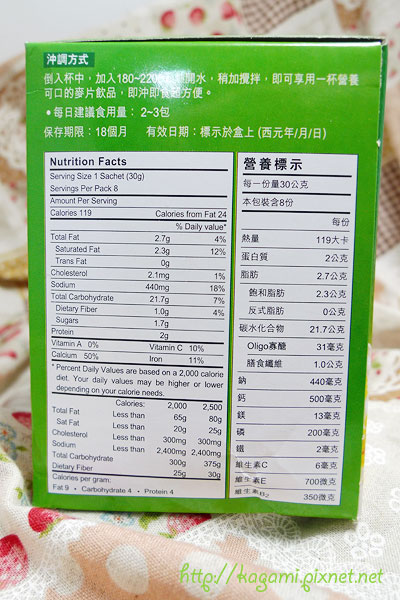 沖調方式
倒入杯中，加入180~220 開水，稍加攪拌，即可享用一杯營養
可口的麥片飲品，即沖即食超方便。
•每日建議食用量： 2~3包
保存期限：18個月 有效日期：標示於盒上 (西元年/月/日)
Nutrition Facts
Serving Size 1 Sachet (30g)
Servings Per Pack 8
Amount Per Serving
Calories 119 Calories from Fat 24
% Daily value*
Total Fat 2.7g 4%
Saturated Fat 2.3g 12%
Trans Fat 0g
Cholesterol 2.1mg 1%
Sodium 440mg 18%
Total Carbohydrate 21.7g 7%
Dietary Fiber 1.0g 4%
Sugars 1.7g
Protein 2g
Vitamin A 0% Vitamin C 10%
Calcium 50% Iron 11%
* Percent Daily Values are based on a 2,000 calorie
diet. Your daily values may be higher or lower
depending on your calorie needs.
Calories: 2,000 2,500
Total Fat Less than 65g 80g
Sat Fat Less than 20g 25g
Cholesterol Less than 300mg 300mg
Sodium Less than 2,400mg 2,400mg
Total Carbohydrate 300g 375g
Dietary Fiber 25g 30g
Calories per gram:
Fat 9 • Carbohydrate 4 • Protein 4
營養標示
每一份量30公克
本包裝含8份
每份
熱量 119大卡
蛋白質 2公克
脂肪 2.7公克
飽和脂肪 2.3公克
反式脂肪 0公克
碳水化合物 21.7公克
Oligo寡醣 31毫克
膳食纖維 1.0公克
鈉 440毫克
鈣 500毫克
鎂 13毫克
磷 200毫克
鐵 2毫克
維生素C 6毫克
維生素E 700微克
維生素B2 350微克
http://kagami.pixnet.net